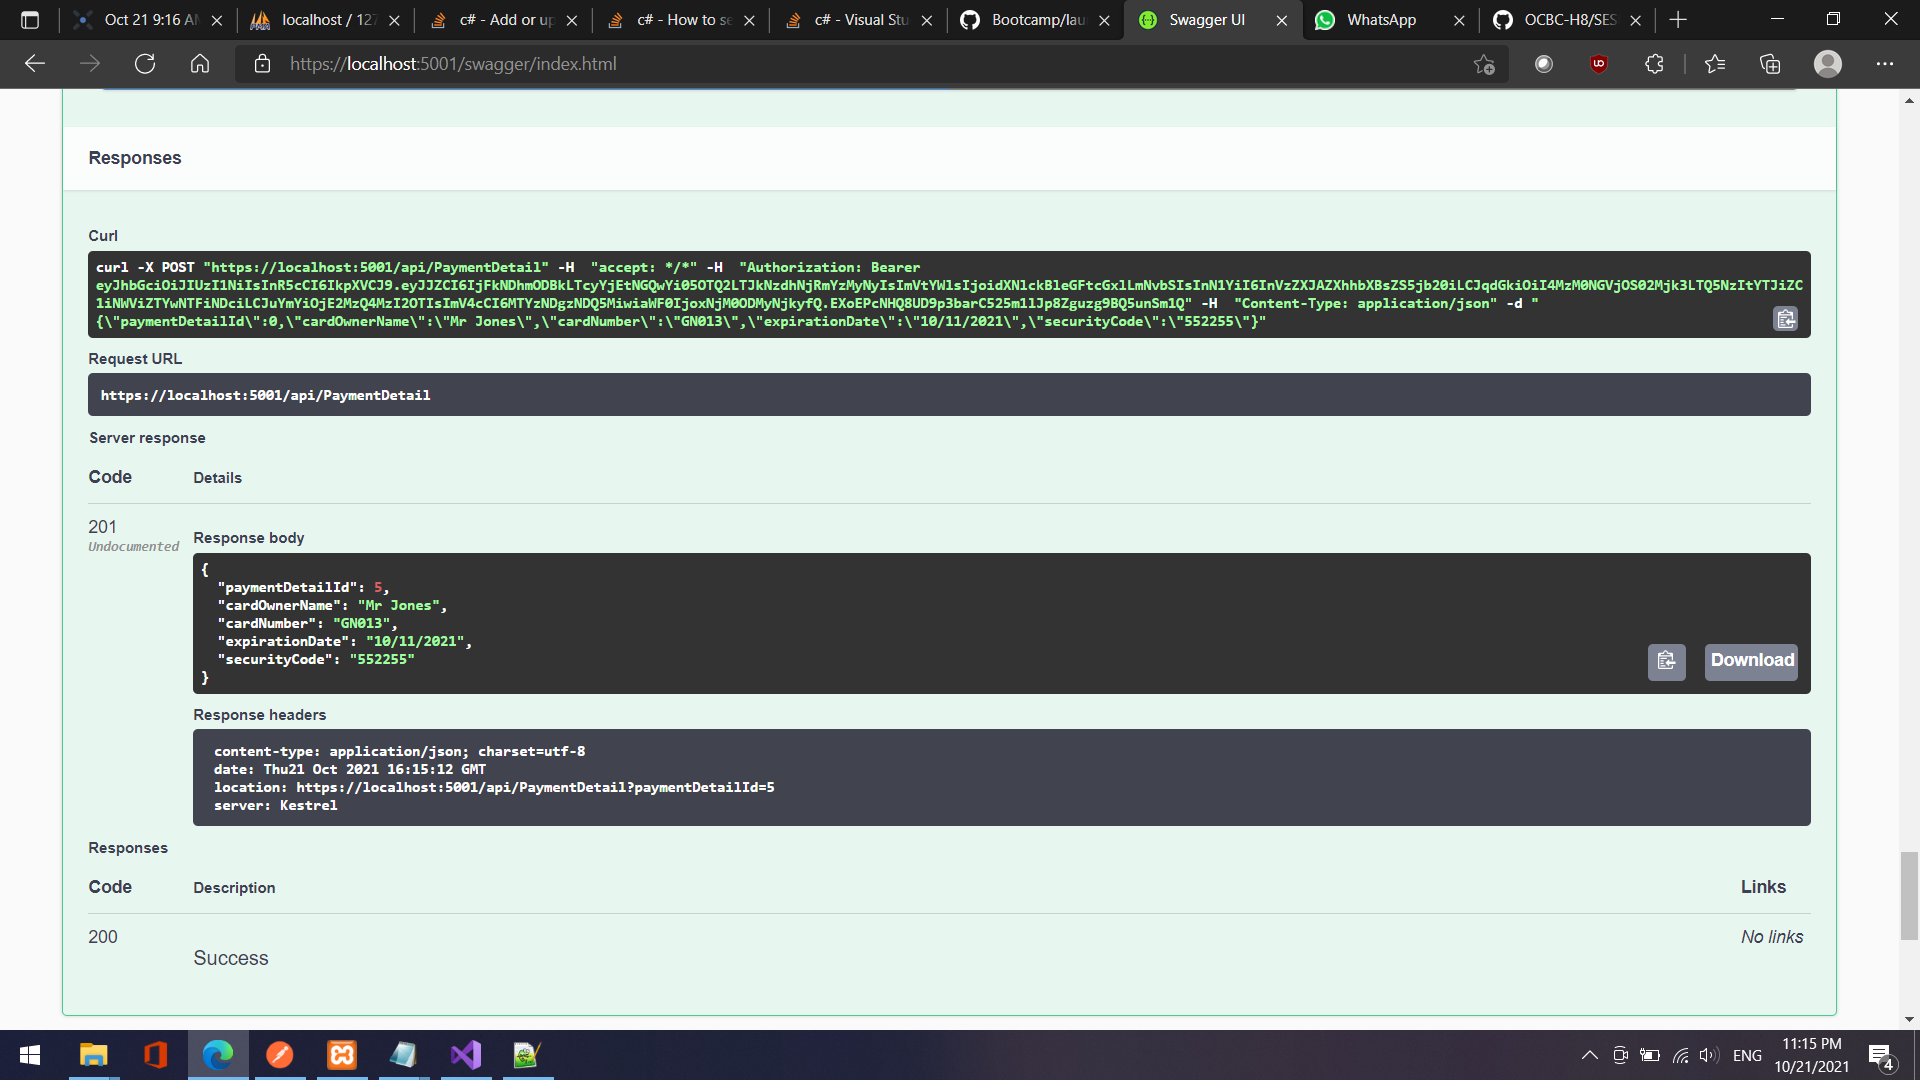 Oct 21 9:16 AM
localhost / 127
c# - Add or up
c# - How to se
c# - Visual Stu
Bootcamp/lau
Swagger UI
WhatsApp
OCBC-H8/SES
https://localhost:5001/swagger/index.html
Responses
Curl
curl -X POST "https://localhost:5001/api/PaymentDetail" -H  "accept: */*" -H  "Authorization: Bearer
1iNWViZTYwNTFiNDciLCJuYmYiOjE2MzQ4MzI2OTIsImV4cCI6MTYzNDgzNDQ5MiwiaWF0IjoxNjM0ODMyNjkyfQ.EXoEPcNHQ8UD9p3barC525m1lJp8Zguzg9BQ5unSm1Q" -H  "Content-Type: application/json" -d "
{\"paymentDetailId\":0,\"cardOwnerName\":\"Mr Jones\",\"cardNumber\":\"GN013\",\"expirationDate\":\"10/11/2021\",\"securityCode\":\"552255\"}"
Request URL
https://localhost:5001/api/PaymentDetail
Server response
Code Details
201
Undocumented
Response body
{
"paymentDetailId": 5,
"cardOwnerName": "Mr Jones",
"cardNumber": "GN013",
"expirationDate": "10/11/2021",
"securityCode": "552255"
}
Download
Response headers
content-type: application/json; charset=utf-8
date: Thu21 Oct 2021 16:15:12 GMT
location: https://localhost:5001/api/PaymentDetail?paymentDetailId=5
server: Kestrel
Responses
Code Description Links
200 No links
Success
ENG
11:15 PM
10/21/2021
4